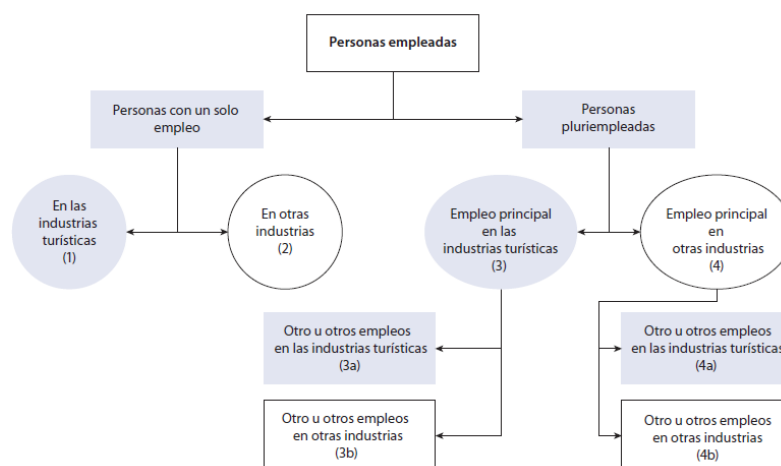 Personas empleadas
Personas con un solo
empleo
Personas
pluriempleadas
En las
industrias
turísticas
(1)
En otras
industrias
(2)
Empleo principal
en las
industrias turísticas
(3)
Empleo principal
en
otras industrias
(4)
Otro u otros empleos
en las industrias turísticas
(3a)
Otro u otros empleos
en las industrias turísticas
(4a)
Otro u otros empleos
en otras industrias
(3b)
Otro u otros empleos
en otras industrias
(4b)